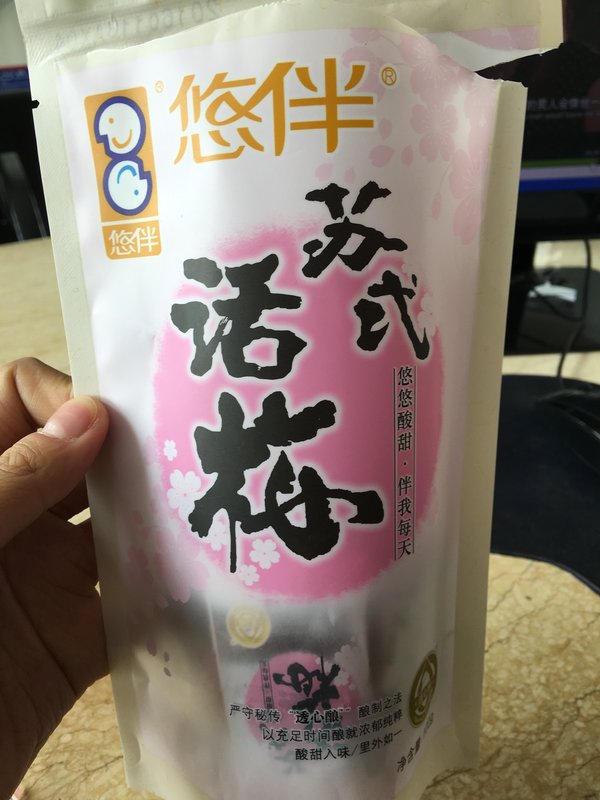 悠伴
悠伴
苏式
话梅
悠悠酸甜·伴我每天
严守秘传“透心酿”酿制之法
以充足时间酿就浓郁纯粹
酸甜入味/里外如一
净含量